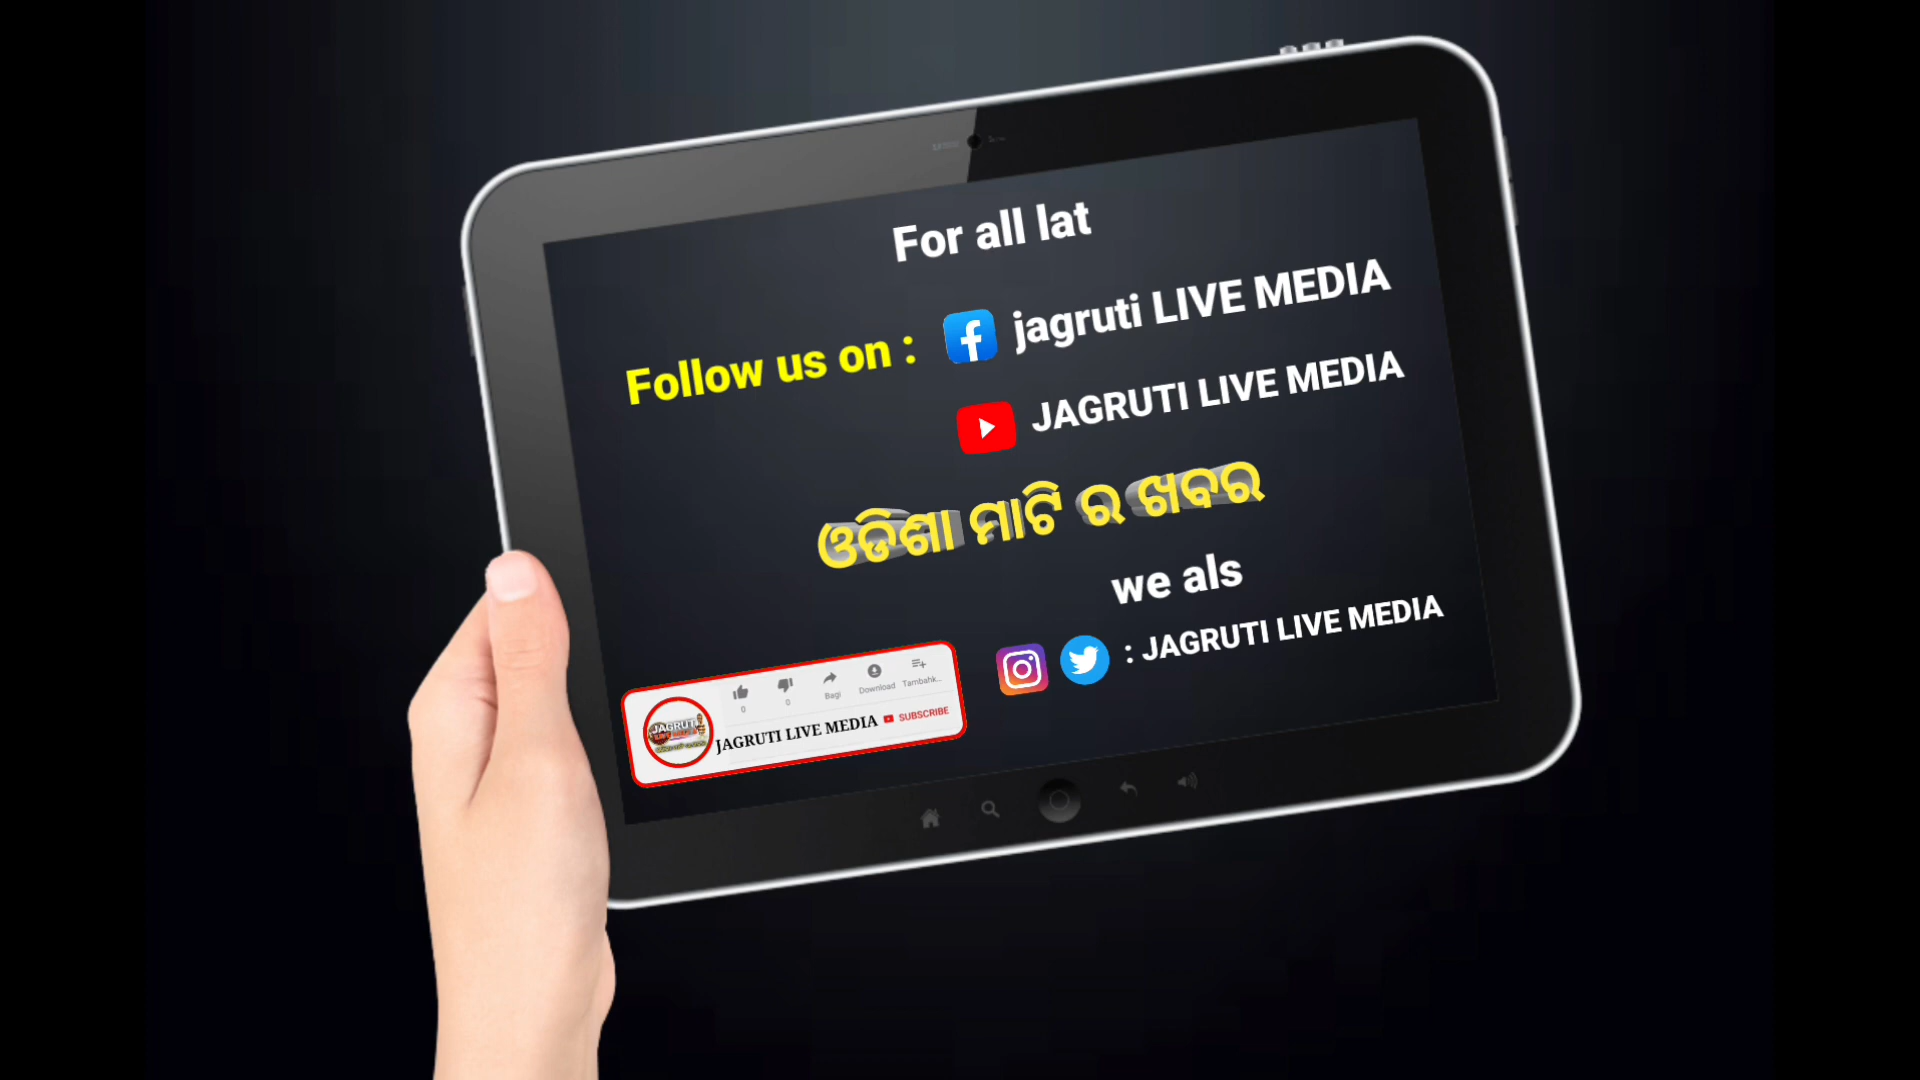 For all lat
Follow us on : jagruti LIVE MEDIA
JAGRUTI LIVE MEDIA
ଓଡିଶା ମାଟି ର ଖବର
we als
: JAGRUTI LIVE MEDIA
0 0 Bagi Download Tambahk...
JAGRUTI
JAGRUTI LIVE MEDIA SUBSCRIBE